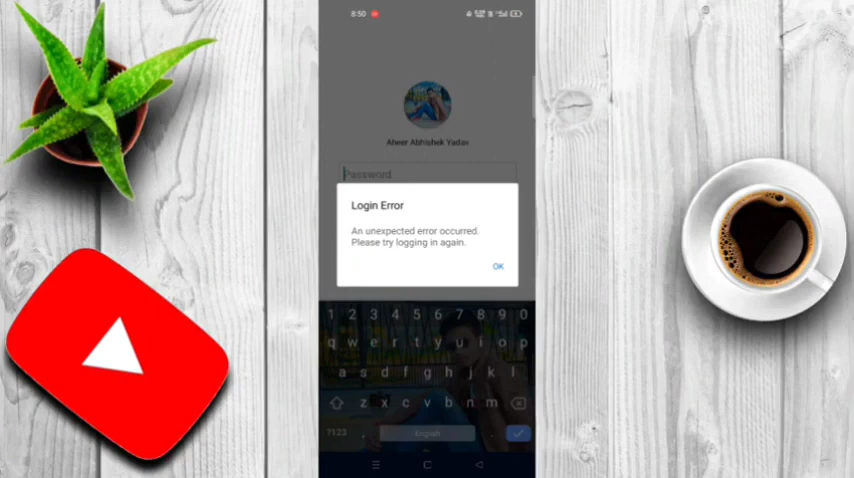 8:50
Aheer Abhishek Yadav
Password
Login Error
An unexpected error occurred.
Please try logging in again.
OK
1 2 3 4 5 6 7 8 9 0
q w e r t y u i o p
a s d f g h j k l
z x c v b n m
?123 , English .